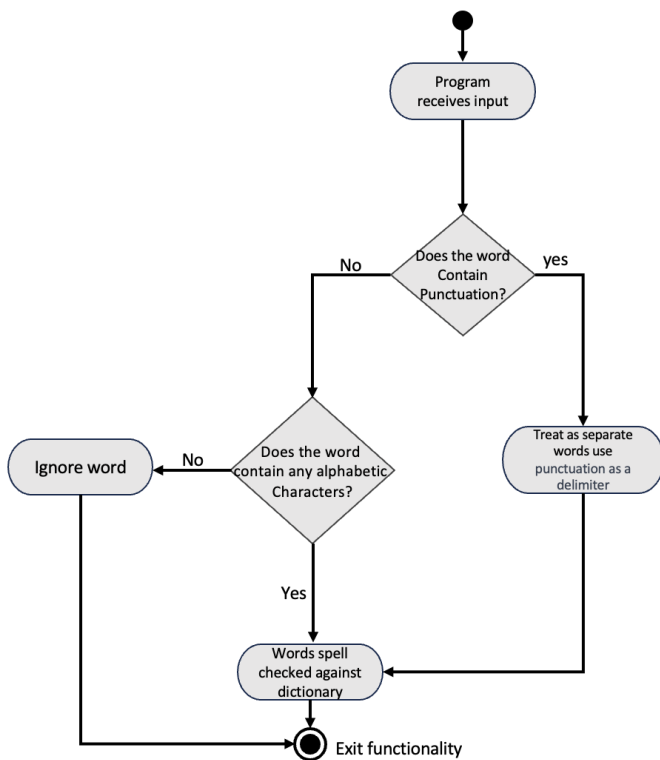 Program
receives input
Does the word
Contain
Punctuation?
No
yes
Treat as separate
words use
punctuation as a
delimiter
Does the word
contain any alphabetic
Characters?
No
Ignore word
Yes
Words spell
checked against
dictionary
Exit functionality